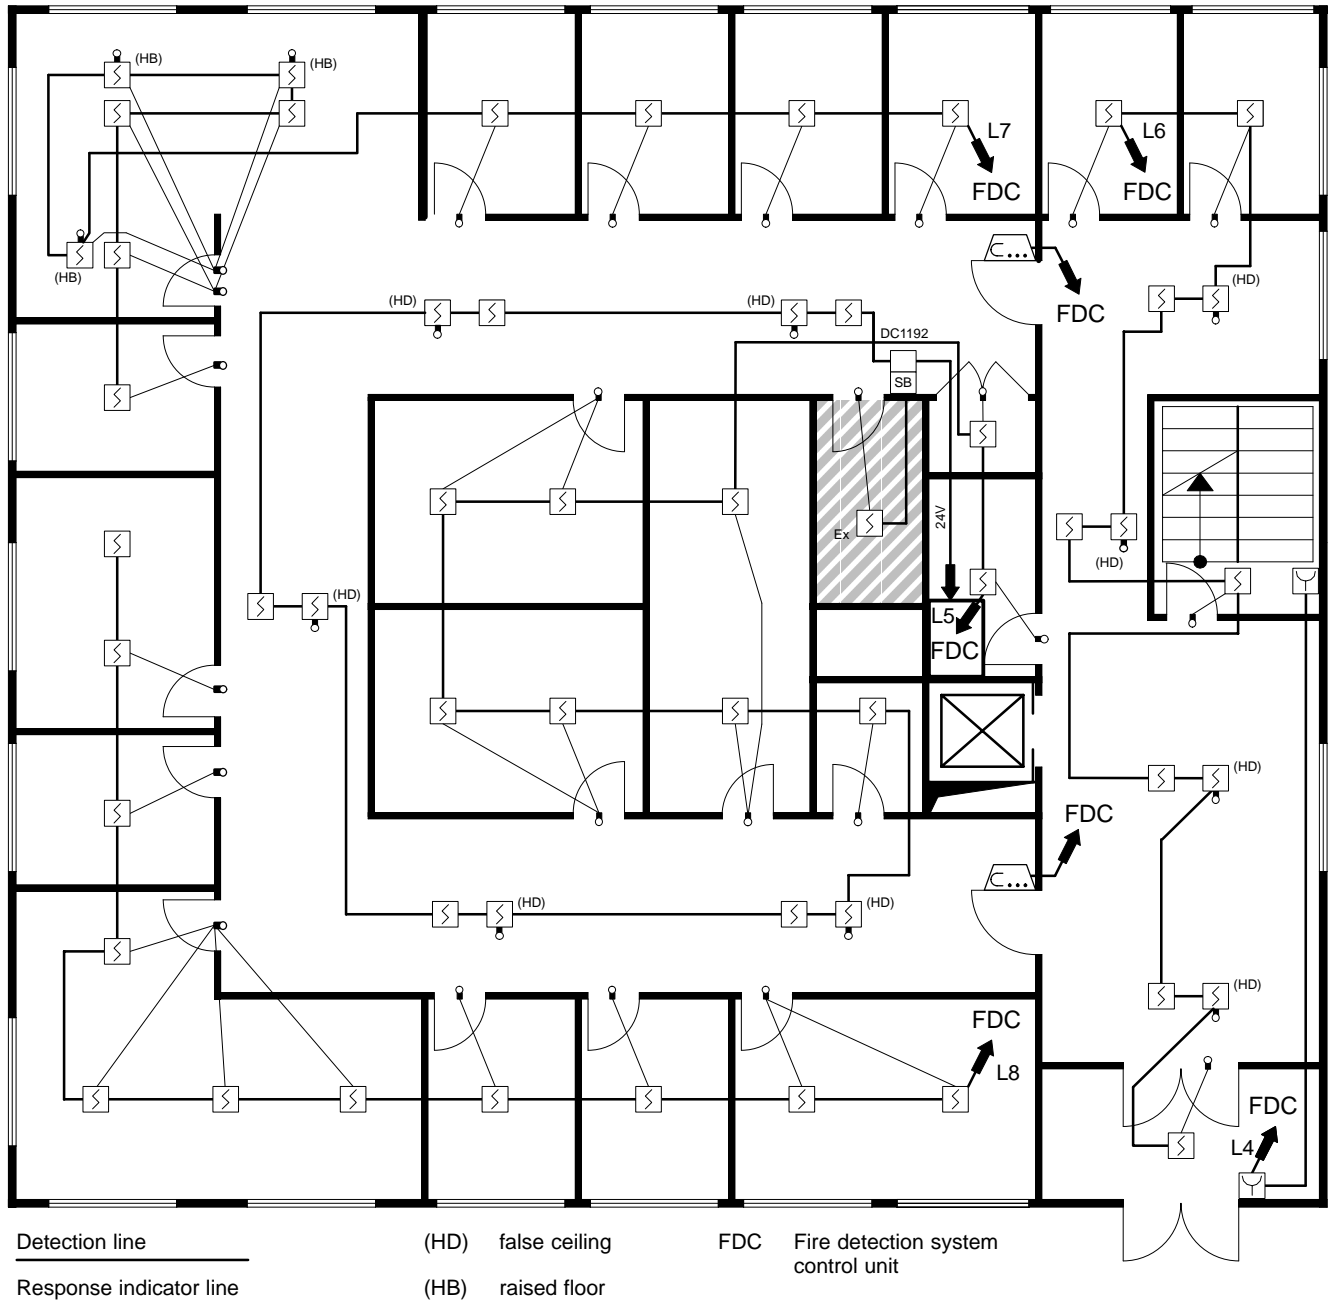 (HB)
(HB)
L7
FDC
L6
FDC
(HB)
(HD)
(HD)
(HD)
FDC
DC1192
SB
Ex
24V
(HD)
(HD)
L5
FDC
(HD)
FDC
(HD)
(HD)
(HD)
FDC
L8
FDC
L4
Detection line
(HD) false ceiling
FDC Fire detection system
control unit
Response indicator line
(HB) raised floor